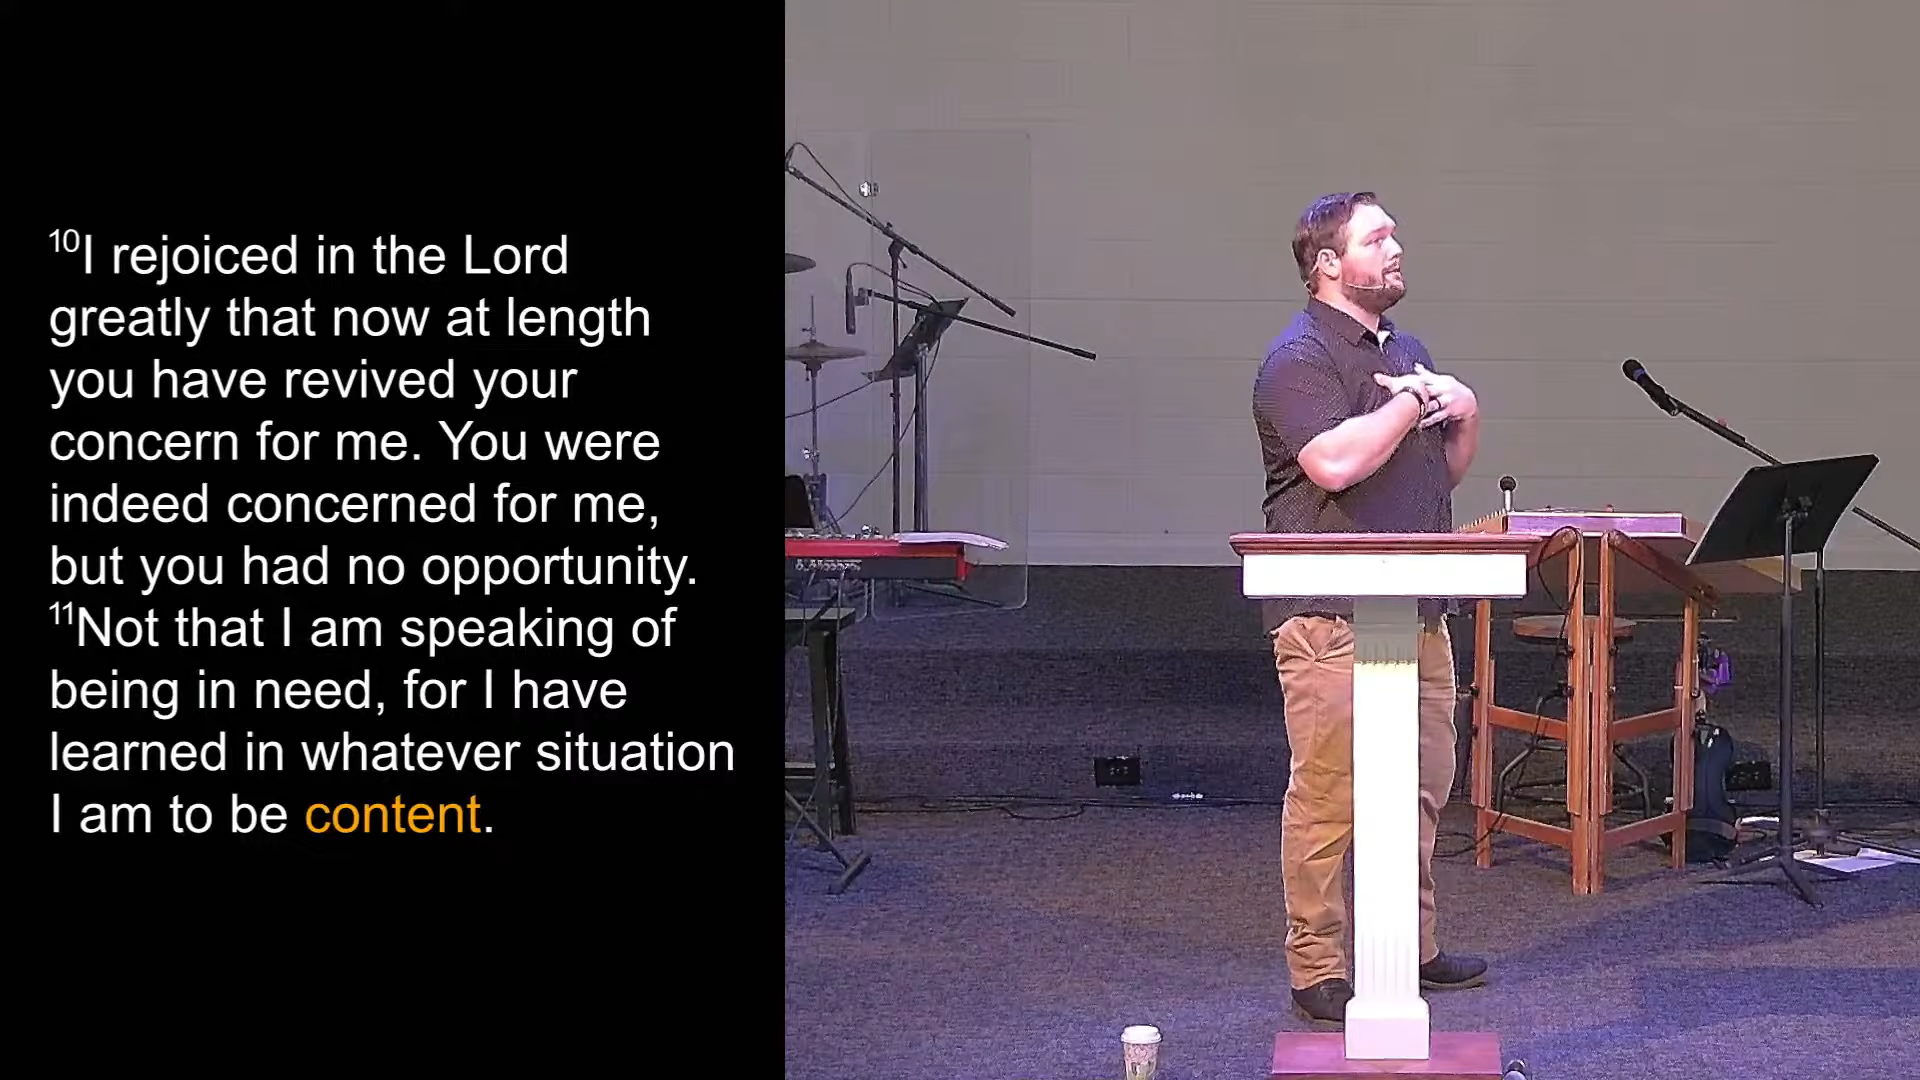 10I rejoiced in the Lord
greatly that now at length
you have revived your
concern for me. You were
indeed concerned for me,
but you had no opportunity.
11Not that I am speaking of
being in need, for I have
learned in whatever situation
I am to be content.